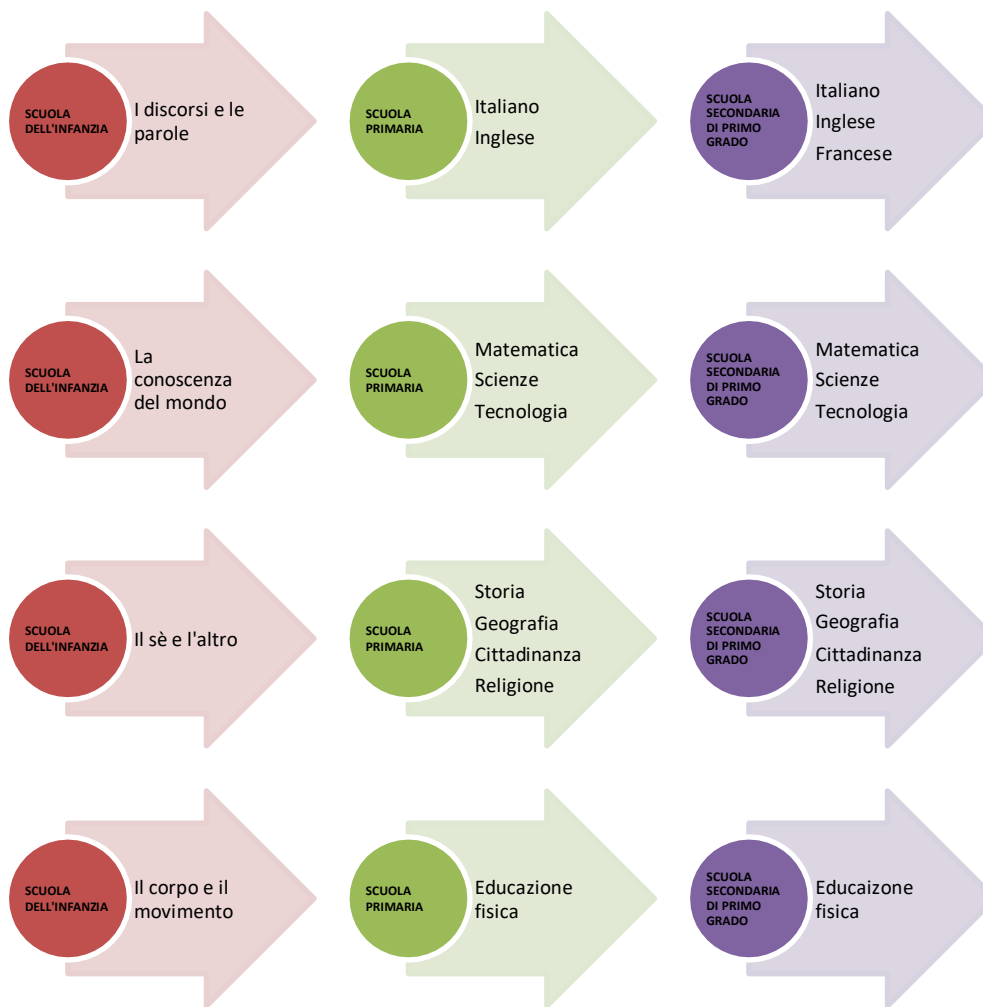 SCUOLA
DELL'INFANZIA
I discorsi e le
parole
SCUOLA
PRIMARIA
Italiano
Inglese
SCUOLA
SECONDARIA
DI PRIMO
GRADO
Italiano
Inglese
Francese
SCUOLA
DELL'INFANZIA
La
conoscenza
del mondo
SCUOLA
PRIMARIA
Matematica
Scienze
Tecnologia
SCUOLA
SECONDARIA
DI PRIMO
GRADO
Matematica
Scienze
Tecnologia
SCUOLA
DELL'INFANZIA
Il sè e l'altro
SCUOLA
PRIMARIA
Storia
Geografia
Cittadinanza
Religione
SCUOLA
SECONDARIA
DI PRIMO
GRADO
Storia
Geografia
Cittadinanza
Religione
SCUOLA
DELL'INFANZIA
Il corpo e il
movimento
SCUOLA
PRIMARIA
Educazione
fisica
SCUOLA
SECONDARIA
DI PRIMO
GRADO
Educaizone
fisica